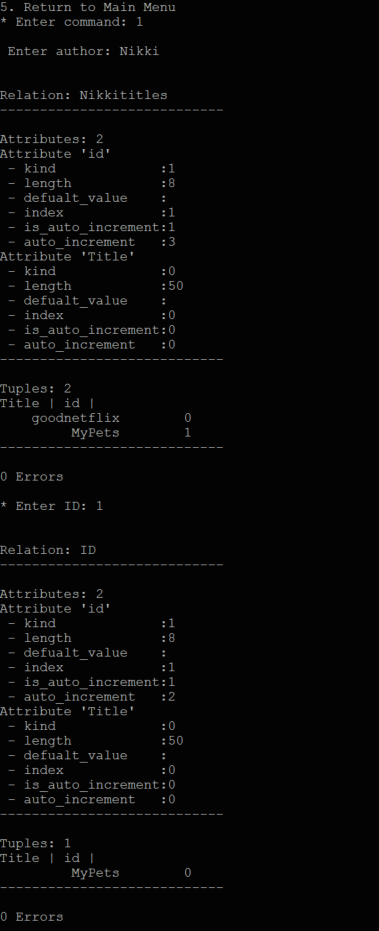 5. Return to Main Menu
* Enter command: 1
Enter author: Nikki
Relation: Nikkititles
----------------------------
Attributes: 2
Attribute 'id'
- kind :1
- length :8
- defualt_value :
- index :1
- is_auto_increment:1
- auto_increment :3
Attribute 'Title'
- kind :0
- length :50
- defualt_value :
- index :0
- is_auto_increment:0
- auto_increment :0
----------------------------
Tuples: 2
Title | id |
goodnetflix 0
MyPets 1
----------------------------
0 Errors
* Enter ID: 1
Relation: ID
----------------------------
Attributes: 2
Attribute 'id'
- kind :1
- length :8
- defualt_value :
- index :1
- is_auto_increment:1
- auto_increment :2
Attribute 'Title'
- kind :0
- length :50
- defualt_value :
- index :0
- is_auto_increment:0
- auto_increment :0
----------------------------
Tuples: 1
Title | id |
MyPets 0
----------------------------
0 Errors